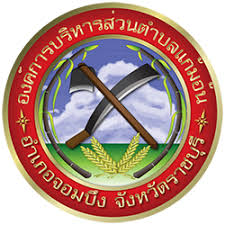 องค์การบริหารส่วนตำบลแก้มอ้น
อำเภอจอมบึง จังหวัดราชบุรี